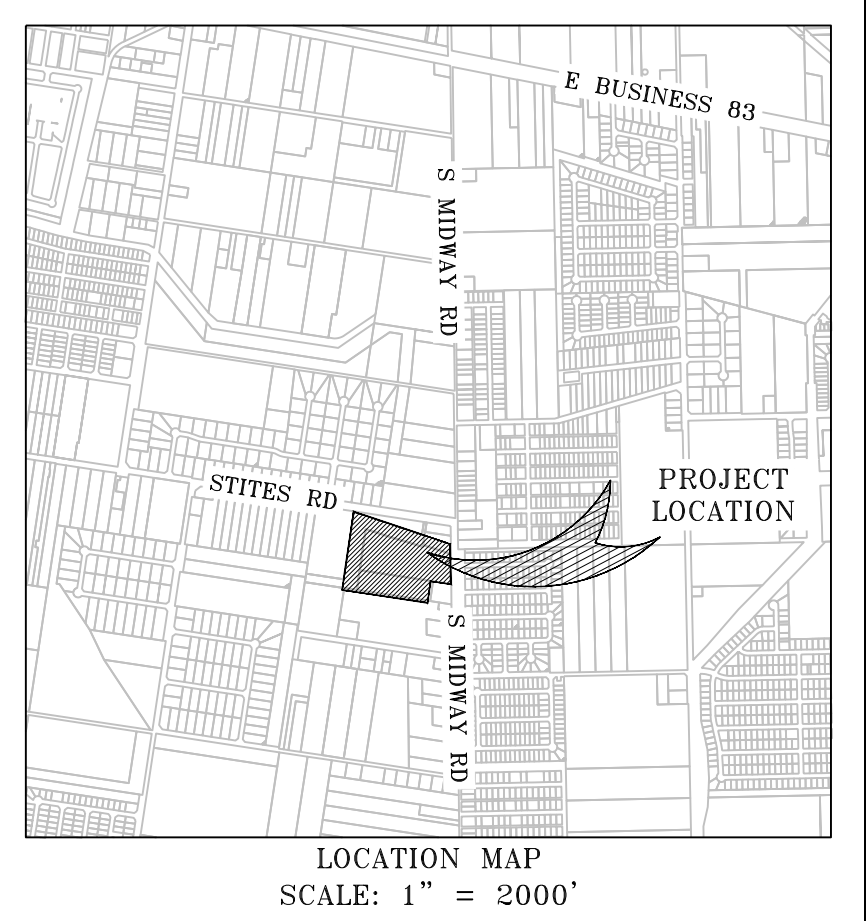 E BUSINESS 83
S MIDWAY RD
STITES RD
PROJECT
LOCATION
S MIDWAY RD
LOCATION MAP
SCALE: 1" = 2000'